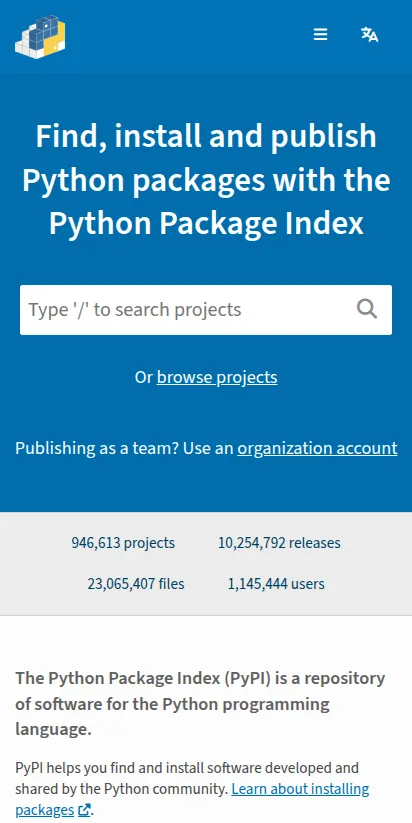 Find, install and publish
Python packages with the
Python Package Index
Type '/' to search projects
Or browse projects
Publishing as a team? Use an organization account
946,613 projects 10,254,792 releases
23,065,407 files 1,145,444 users
The Python Package Index (PyPI) is a repository
of software for the Python programming
language.
PyPI helps you find and install software developed and
shared by the Python community. Learn about installing
packages.